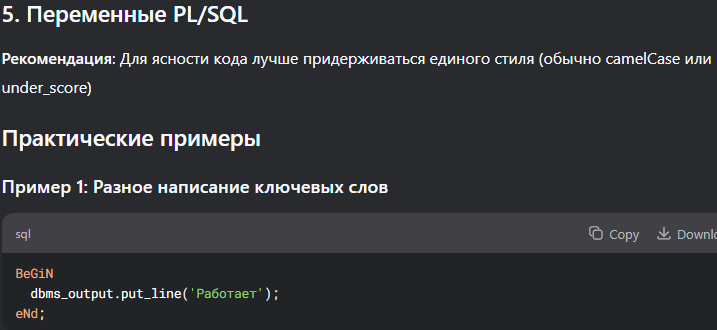 5. Переменные PL/SQL
Рекомендация: Для ясности кода лучше придерживаться единого стиля (обычно camelCase или
under_score)
Практические примеры
Пример 1: Разное написание ключевых слов
sql Copy
BeGiN
dbms_output.put_line('Работает');
eNd;